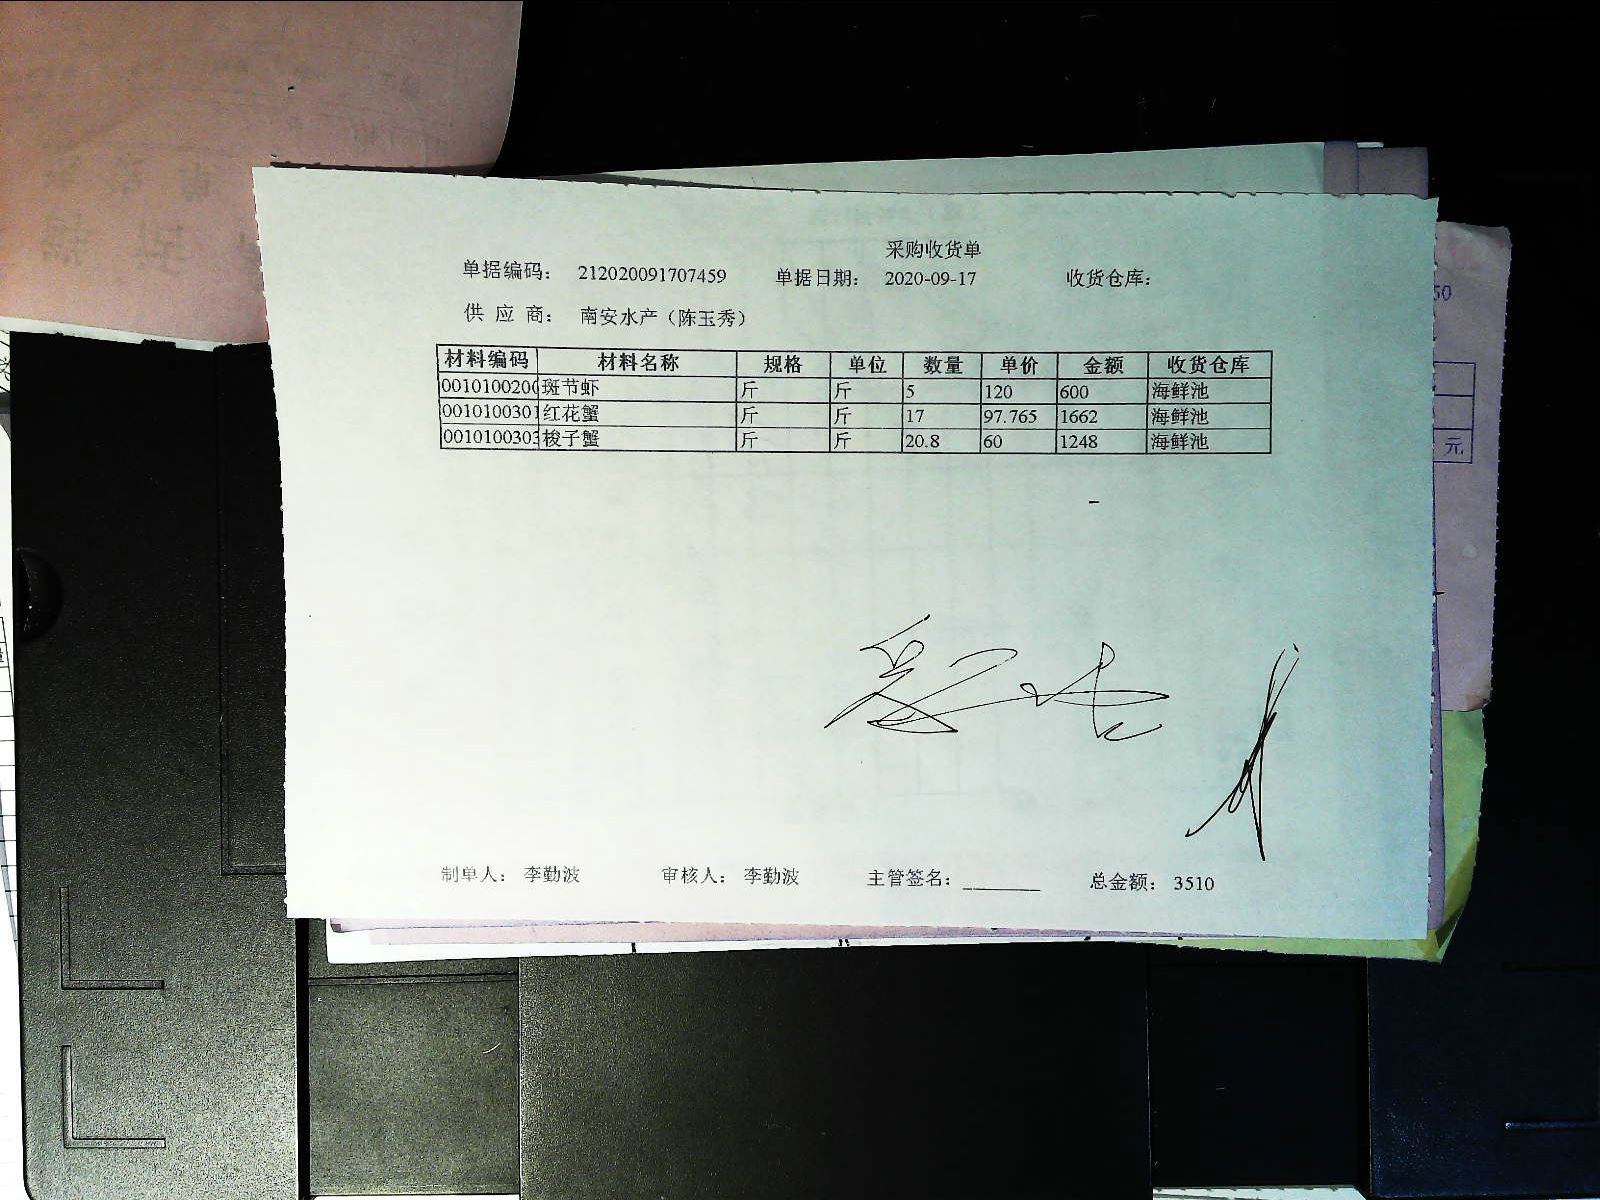 采购收货单
单据编码： 212020091707459 单据日期： 2020-09-17 收货仓库：
供 应 商： 南安水产（陈玉秀）
材料编码 材料名称 规格 单位 数量 单价 金额 收货仓库
0010100200 斑节虾 斤 斤 5 120 600 海鲜池
0010100301 红花蟹 斤 斤 17 97.765 1662 海鲜池
0010100303 梭子蟹 斤 斤 20.8 60 1248 海鲜池
元
制单人： 李勤波 审核人： 李勤波 主管签名：________ 总金额： 3510